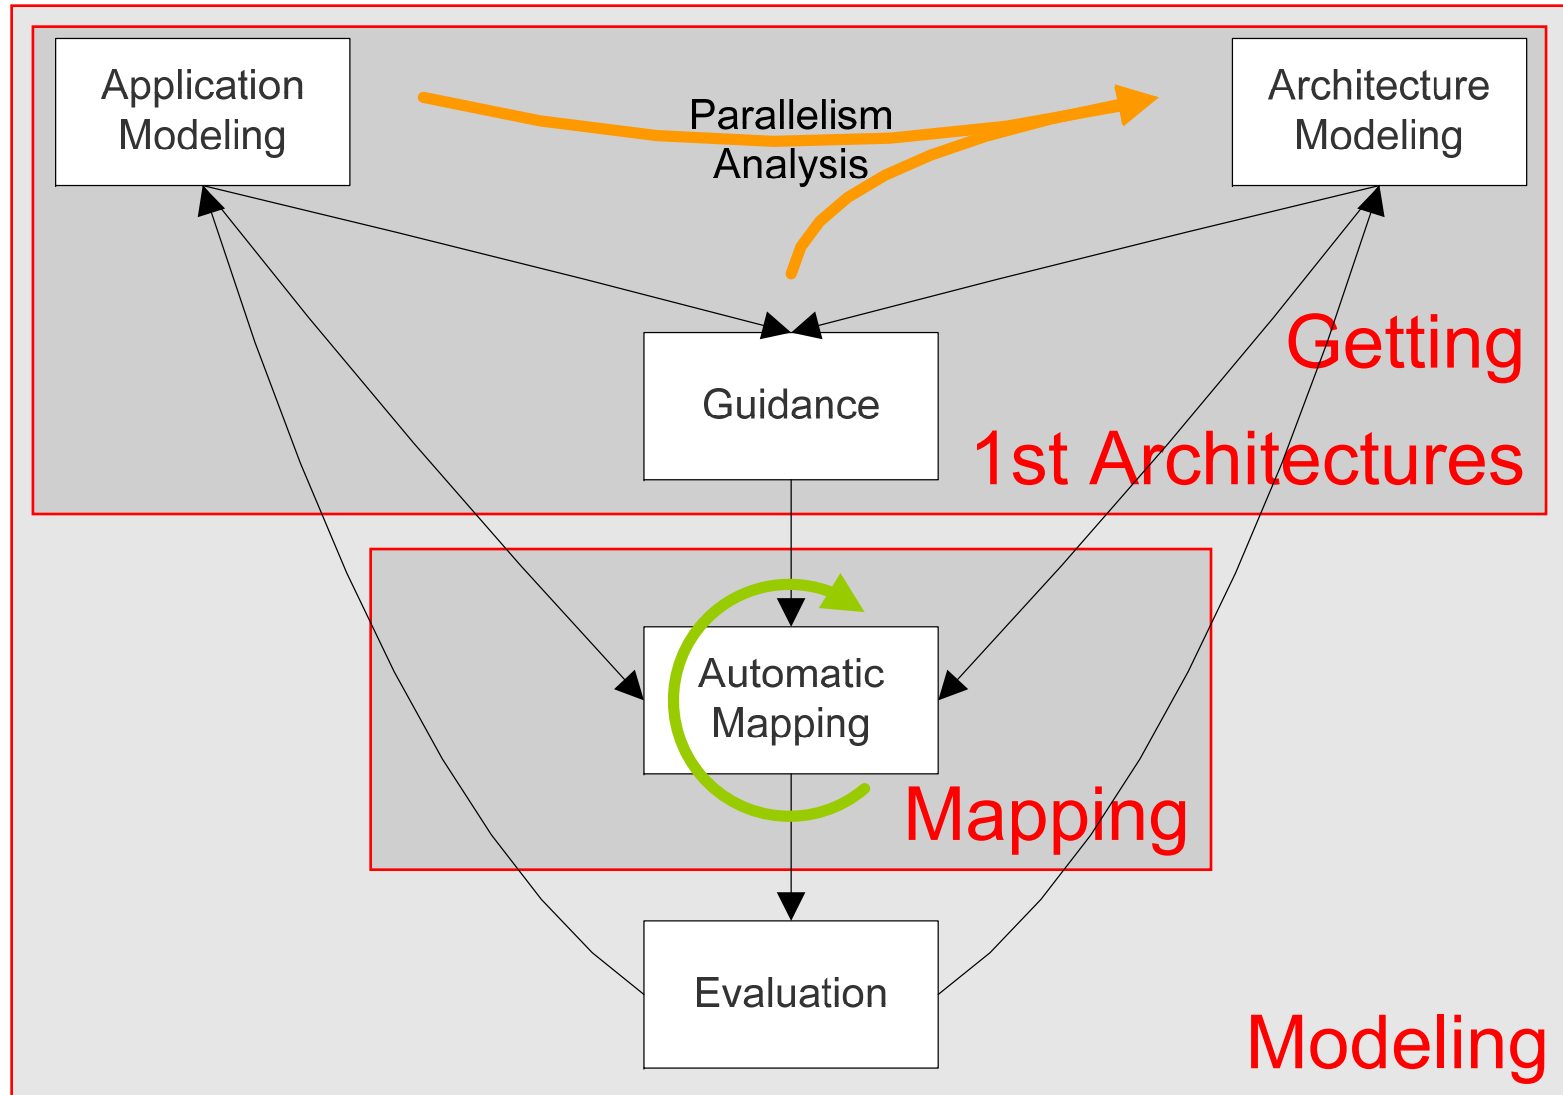 Application
Modeling
Parallelism
Analysis
Architecture
Modeling
Getting
1st Architectures
Guidance
Automatic
Mapping
Mapping
Evaluation
Modeling